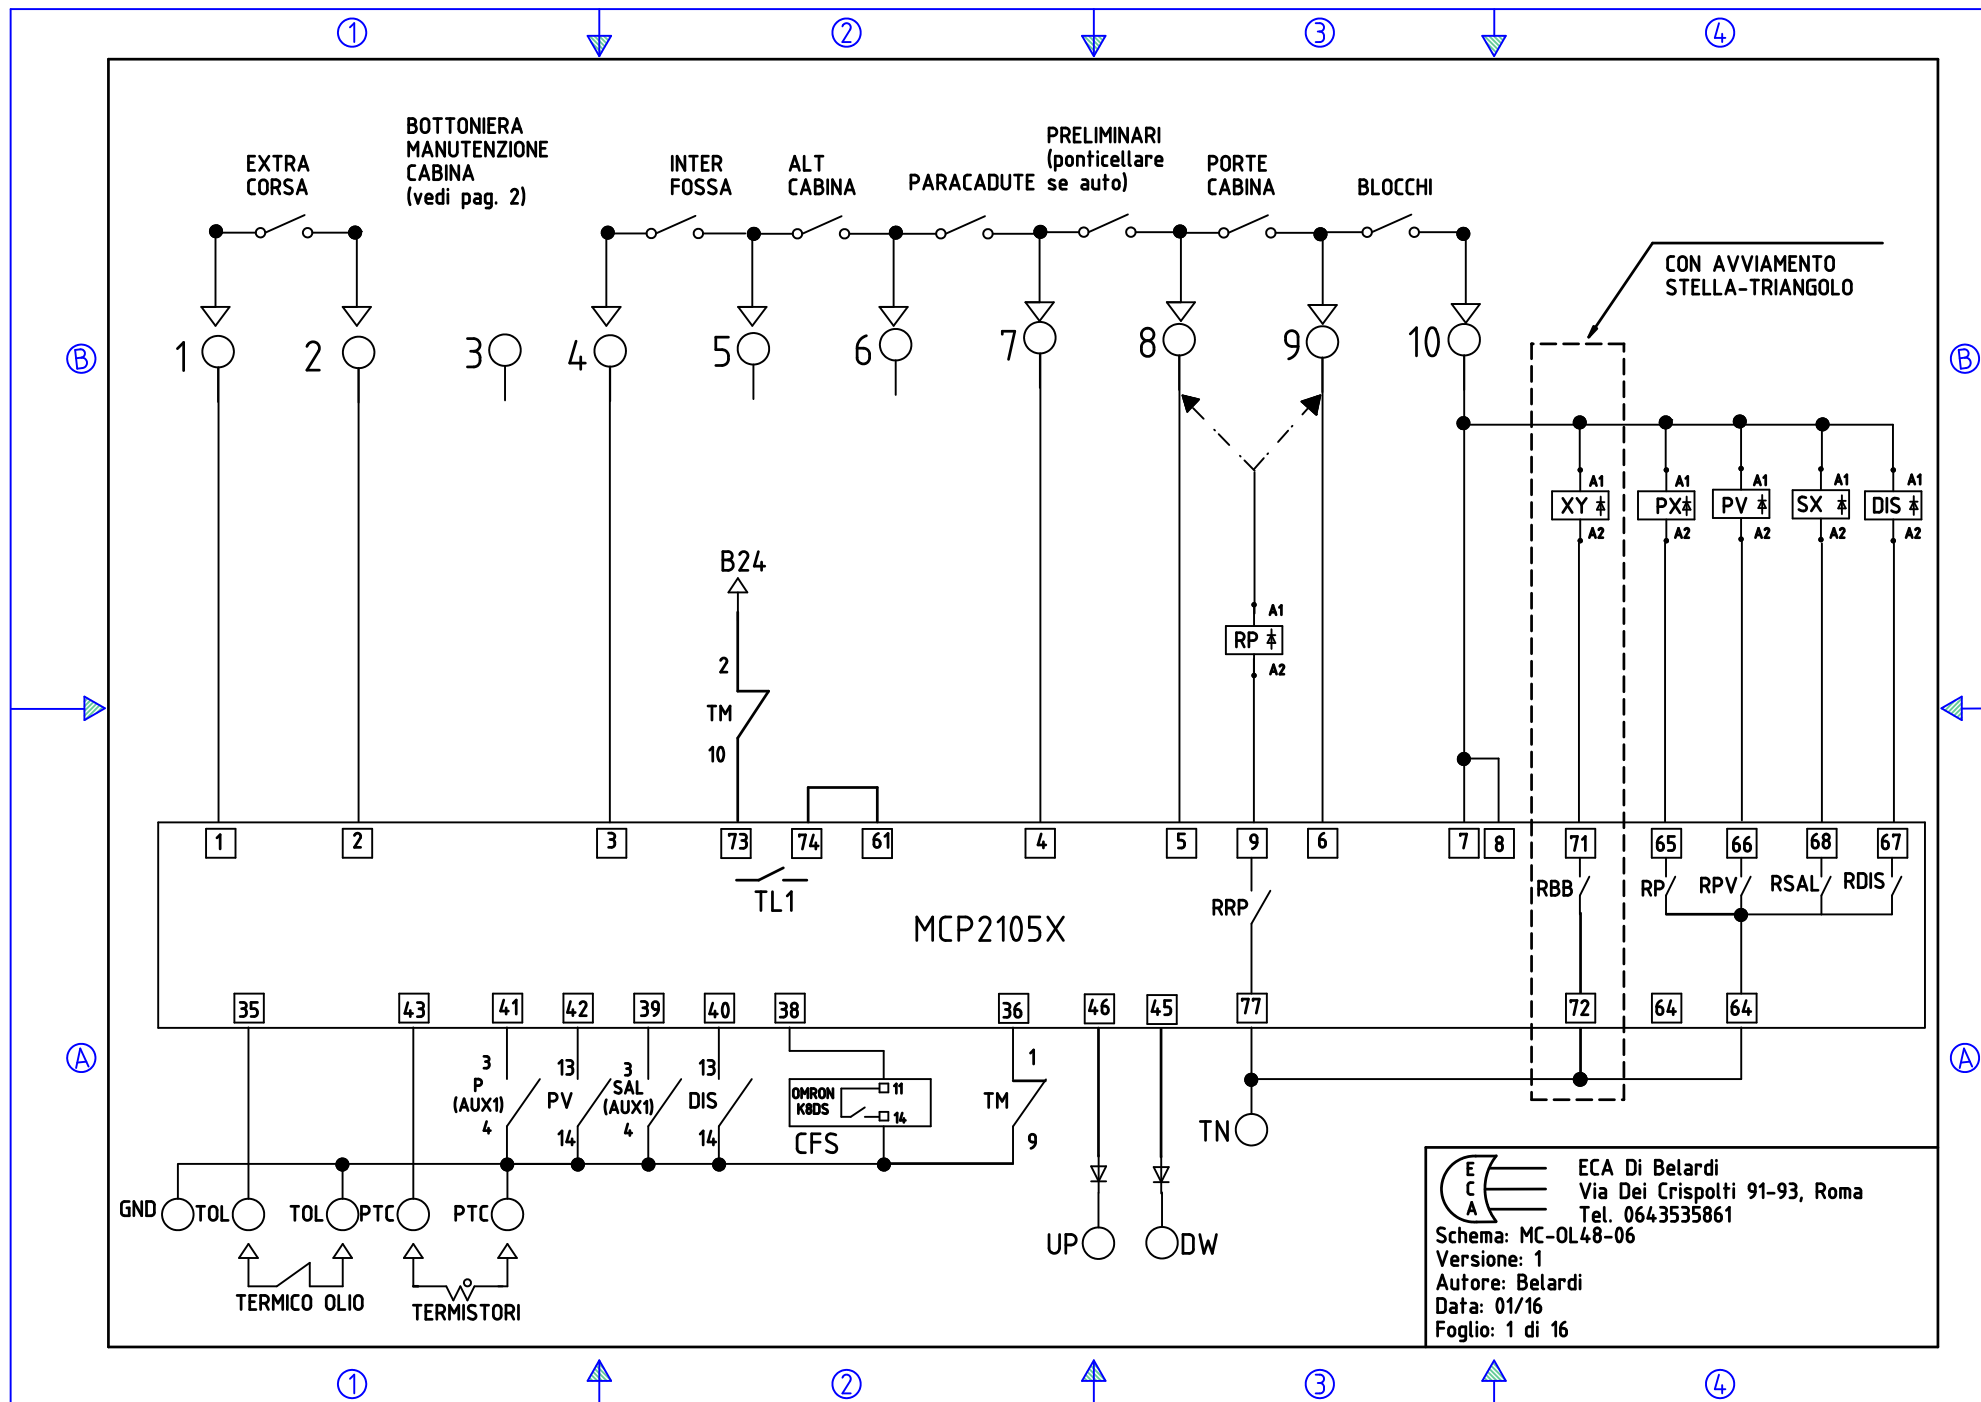 1
2
3
4
EXTRA
CORSA
BOTTONIERA
MANUTENZIONE
CABINA
(vedi pag. 2)
INTER
FOSSA
ALT
CABINA
PARACADUTE
PRELIMINARI
(ponticellare
se auto)
PORTE
CABINA
BLOCCHI
CON AVVIAMENTO
STELLA-TRIANGOLO
B
1
2
3
4
5
6
7
8
9
10
B
A1
XY
A2
A1
PX
A2
A1
PV
A2
A1
SX
A2
A1
DIS
A2
B24
2
TM
10
A1
RP
A2
1
2
3
73
74
61
4
5
9
6
7
8
71
65
66
68
67
TL1
MCP2105X
RRP
RBB
RP
RPV
RSAL
RDIS
35
43
41
42
39
40
38
36
46
45
77
72
64
64
A
3
P
(AUX1)
4
13
PV
14
3
SAL
(AUX1)
4
13
DIS
14
OMRON
K8DS
11
14
CFS
1
TM
9
TN
A
GND
TOL
TOL
PTC
PTC
UP
DW
TERMICO OLIO
TERMISTORI
E
C
A
ECA Di Belardi
Via Dei Crispolti 91-93, Roma
Tel. 0643535861
Schema: MC-OL48-06
Versione: 1
Autore: Belardi
Data: 01/16
Foglio: 1 di 16
1
2
3
4